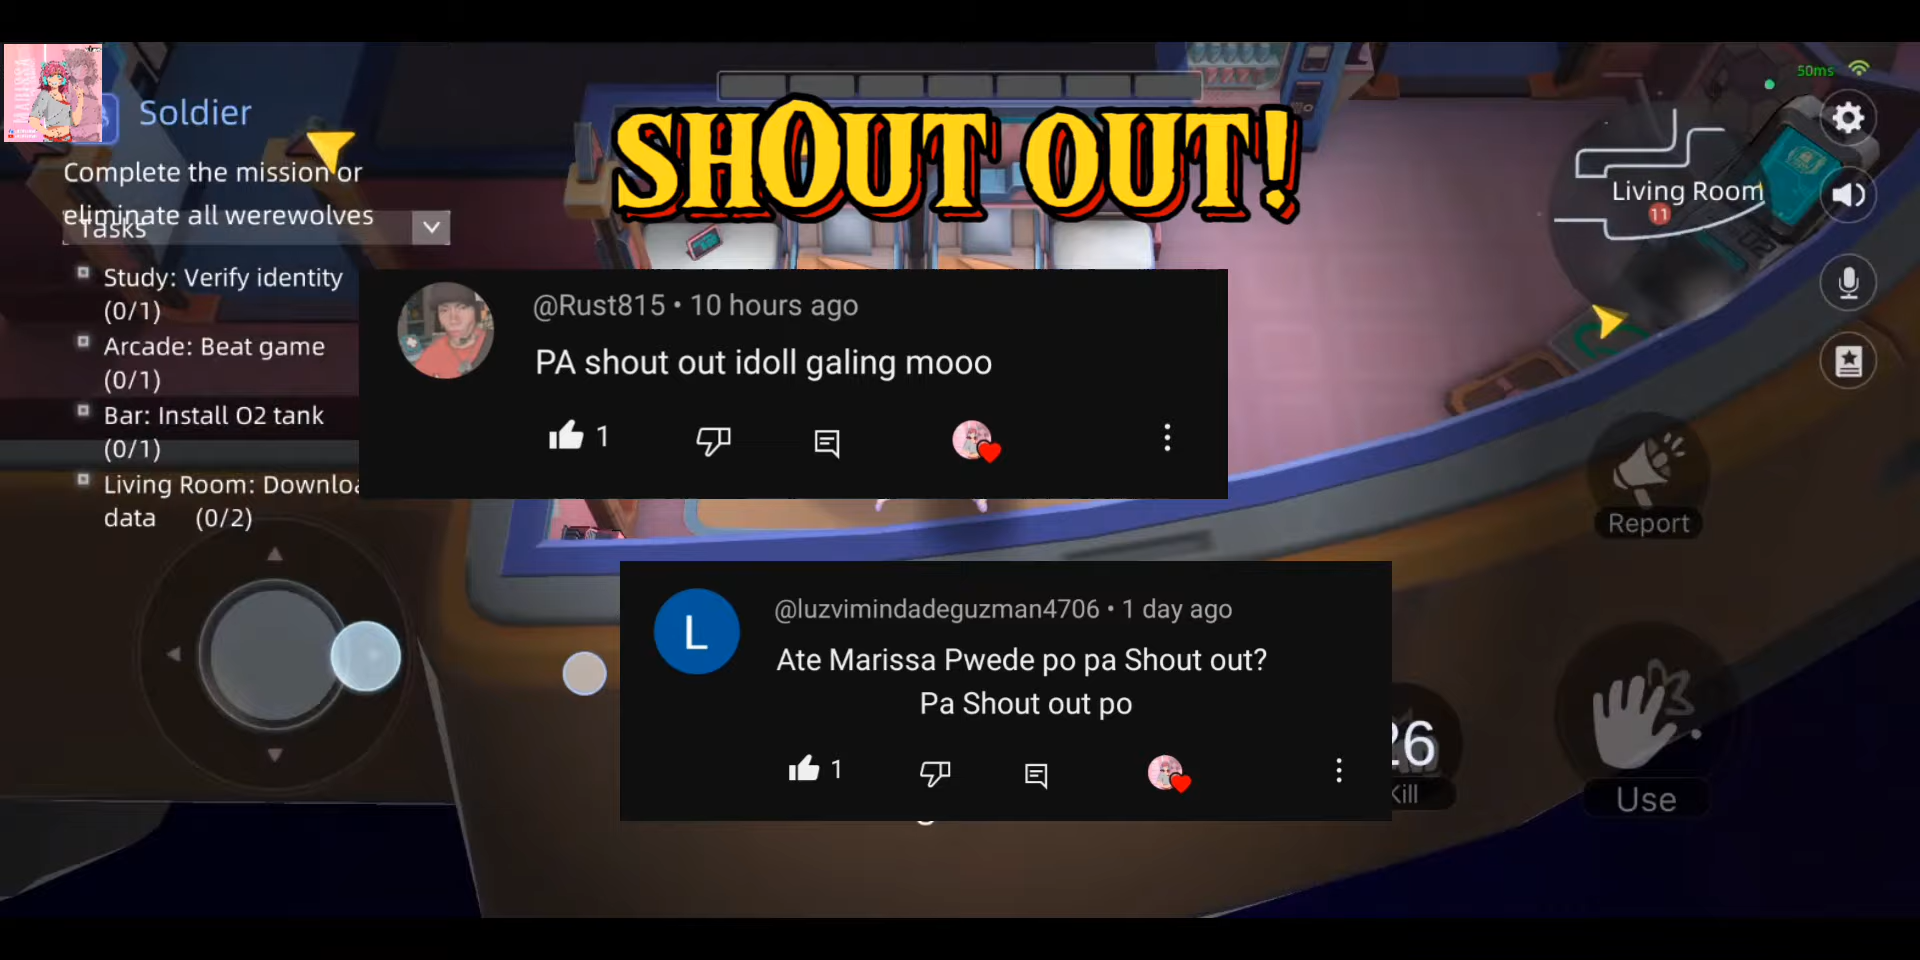 MARISSA
Soldier
Complete the mission or
eliminate all werewolves
Tasks
Study: Verify identity
(0/1)
Arcade: Beat game
(0/1)
Bar: Install O2 tank
(0/1)
Living Room: Downloa
data (0/2)
SHOUT OUT!
50ms
Living Room
11
@Rust815 • 10 hours ago
PA shout out idoll galing mooo
1
Report
L
@luzvimindadeguzman4706 • 1 day ago
Ate Marissa Pwede po pa Shout out?
Pa Shout out po
1
26
Kill
Use